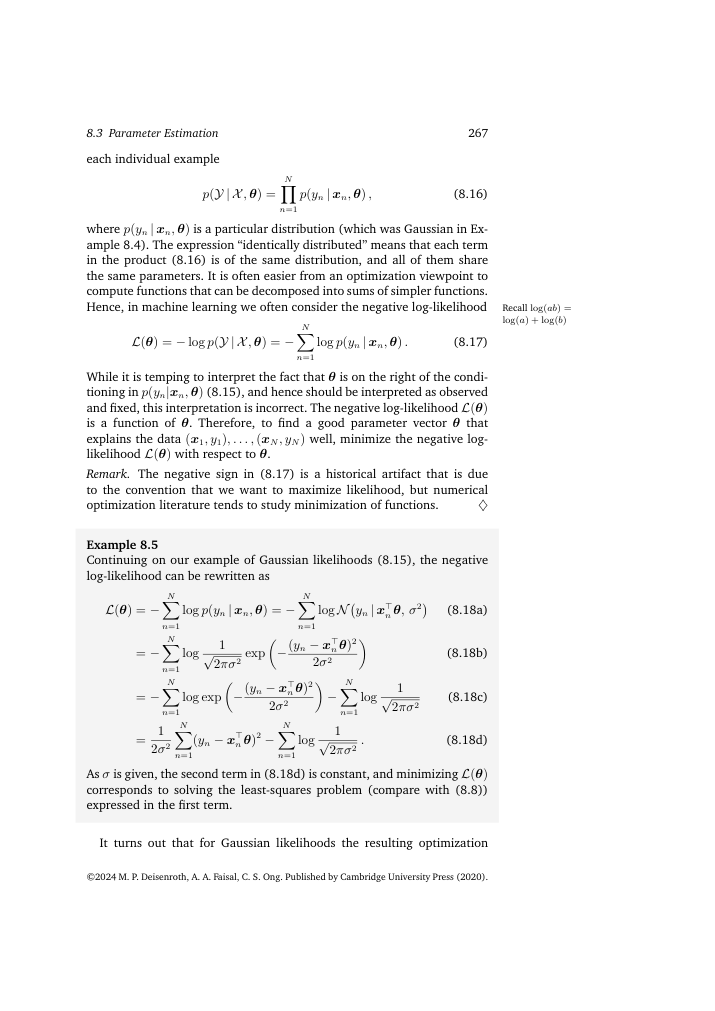 8.3 Parameter Estimation 267
each individual example
p(𝒴 | 𝒳, θ) = ∏_{n=1}^{N} p(y_n | x_n, θ) , (8.16)
where p(y_n | x_n, θ) is a particular distribution (which was Gaussian in Ex-
ample 8.4). The expression “identically distributed” means that each term
in the product (8.16) is of the same distribution, and all of them share
the same parameters. It is often easier from an optimization viewpoint to
compute functions that can be decomposed into sums of simpler functions.
Hence, in machine learning we often consider the negative log-likelihood
Recall log(ab) =
log(a) + log(b)
ℒ(θ) = − log p(𝒴 | 𝒳, θ) = − ∑_{n=1}^{N} log p(y_n | x_n, θ) . (8.17)
While it is temping to interpret the fact that θ is on the right of the condi-
tioning in p(y_n|x_n, θ) (8.15), and hence should be interpreted as observed
and fixed, this interpretation is incorrect. The negative log-likelihood ℒ(θ)
is a function of θ. Therefore, to find a good parameter vector θ that
explains the data (x_1, y_1), . . . , (x_N, y_N) well, minimize the negative log-
likelihood ℒ(θ) with respect to θ.
Remark. The negative sign in (8.17) is a historical artifact that is due
to the convention that we want to maximize likelihood, but numerical
optimization literature tends to study minimization of functions. ♢
Example 8.5
Continuing on our example of Gaussian likelihoods (8.15), the negative
log-likelihood can be rewritten as
ℒ(θ) = − ∑_{n=1}^{N} log p(y_n | x_n, θ) = − ∑_{n=1}^{N} log 𝒩(y_n | x_n^⊤ θ, σ²) (8.18a)
= − ∑_{n=1}^{N} log 1/√(2πσ²) exp (− (y_n − x_n^⊤ θ)²/2σ²) (8.18b)
= − ∑_{n=1}^{N} log exp (− (y_n − x_n^⊤ θ)²/2σ²) − ∑_{n=1}^{N} log 1/√(2πσ²) (8.18c)
= 1/2σ² ∑_{n=1}^{N} (y_n − x_n^⊤ θ)² − ∑_{n=1}^{N} log 1/√(2πσ²) . (8.18d)
As σ is given, the second term in (8.18d) is constant, and minimizing ℒ(θ)
corresponds to solving the least-squares problem (compare with (8.8))
expressed in the first term.
It turns out that for Gaussian likelihoods the resulting optimization
©2024 M. P. Deisenroth, A. A. Faisal, C. S. Ong. Published by Cambridge University Press (2020).